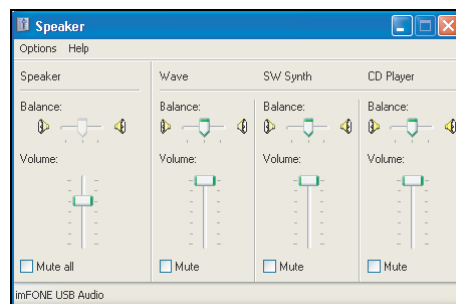 Speaker
Options Help
Speaker Wave SW Synth CD Player
Balance: Balance: Balance: Balance:
Volume: Volume: Volume: Volume:
Mute all Mute Mute Mute
imFONE USB Audio